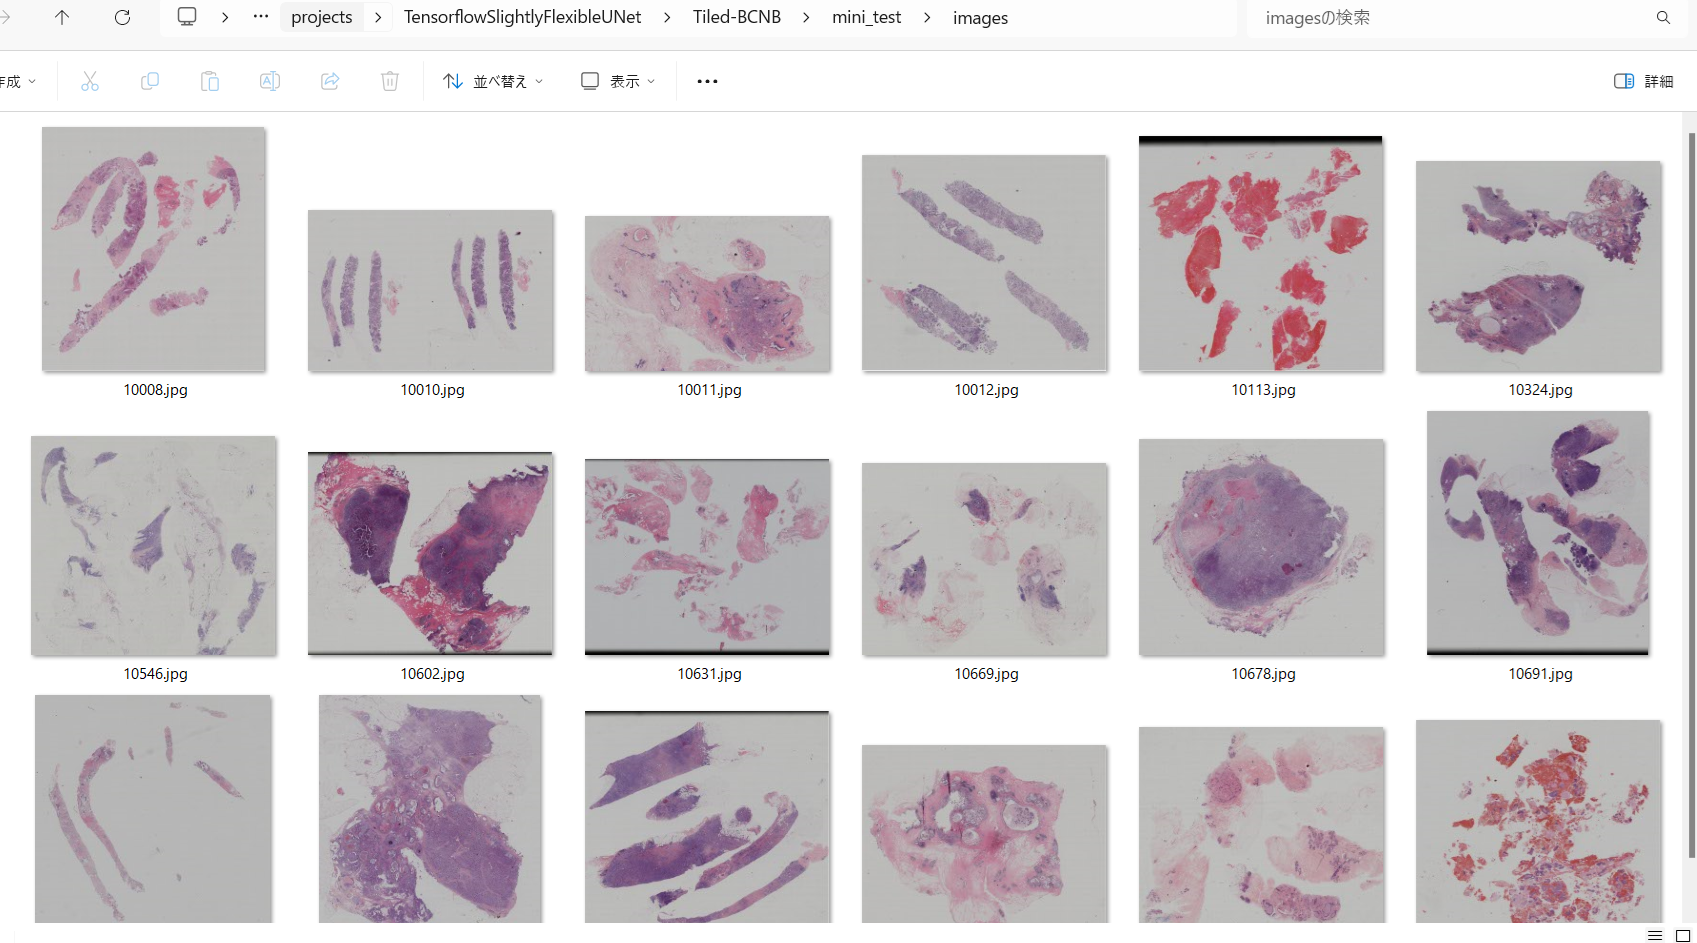 projects > TensorflowSlightlyFlexibleUNet > Tiled-BCNB > mini_test > images
imagesの検索
作成
並べ替え
表示
詳細
10008.jpg
10010.jpg
10011.jpg
10012.jpg
10113.jpg
10324.jpg
10546.jpg
10602.jpg
10631.jpg
10669.jpg
10678.jpg
10691.jpg